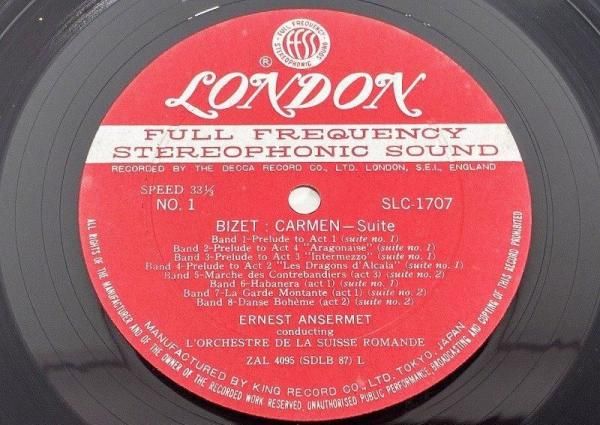 FULL FREQUENCY
ffss
STEREOPHONIC SOUND
®
LONDON
FULL FREQUENCY
STEREOPHONIC SOUND
RECORDED BY THE DECCA RECORD CO., LTD. LONDON, S.E.I., ENGLAND
SPEED 33⅓
NO. 1
SLC-1707
BIZET : CARMEN—Suite
Band 1-Prelude to Act 1 (suite no. 1)
Band 2-Prelude to Act 4 "Aragonaise" (suite no. 1)
Band 3-Prelude to Act 3 "Intermezzo" (suite no. 1)
Band 4-Prelude to Act 2 "Les Dragons d'Alcala" (suite no. 1)
Band 5-Marche des Contrebandiers (act 3) (suite no. 2)
Band 6-Habanera (act 1) (suite no. 2)
Band 7-La Garde Montante (act 1) (suite no. 2)
Band 8-Danse Bohème (act 2) (suite no. 2)
ERNEST ANSERMET
conducting
L'ORCHESTRE DE LA SUISSE ROMANDE
ZAL 4095 (SDLB 87) L
MANUFACTURED BY KING RECORD CO., LTD. TOKYO, JAPAN
ALL RIGHTS OF THE MANUFACTURER AND OF THE OWNER OF THE RECORDED WORK RESERVED. UNAUTHORISED PUBLIC PERFORMANCE, BROADCASTING AND COPYING OF THIS RECORD PROHIBITED